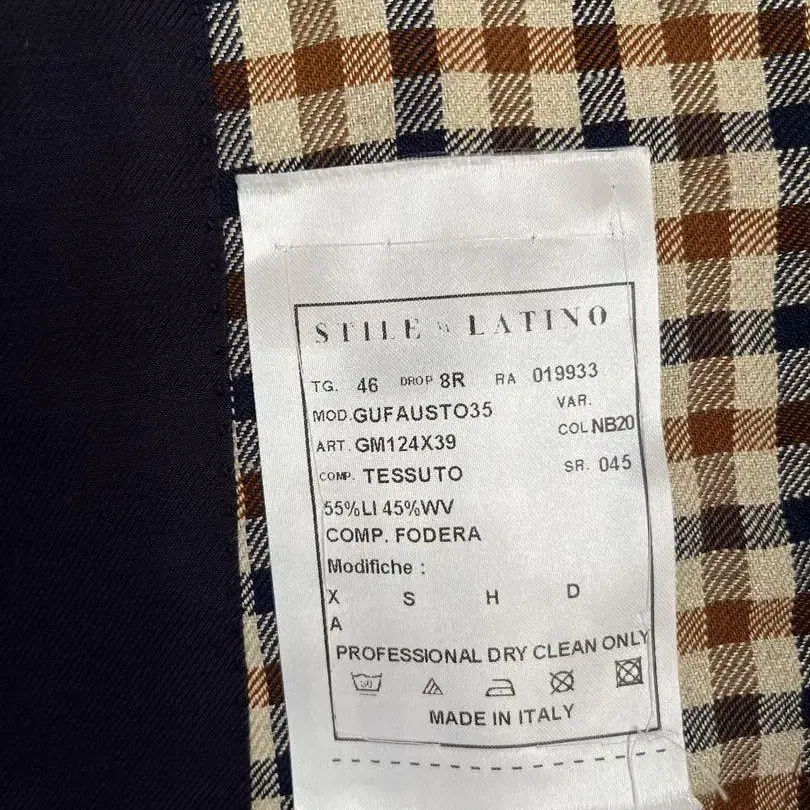 STILE LATINO
TG. 46 DROP 8R RA 019933
MOD.GUFAUSTO35 VAR.
ART.GM124X39 COL NB20
COMP. TESSUTO SR. 045
55%LI 45%WV
COMP. FODERA
Modifiche :
X S H D
A
PROFESSIONAL DRY CLEAN ONLY
30
MADE IN ITALY